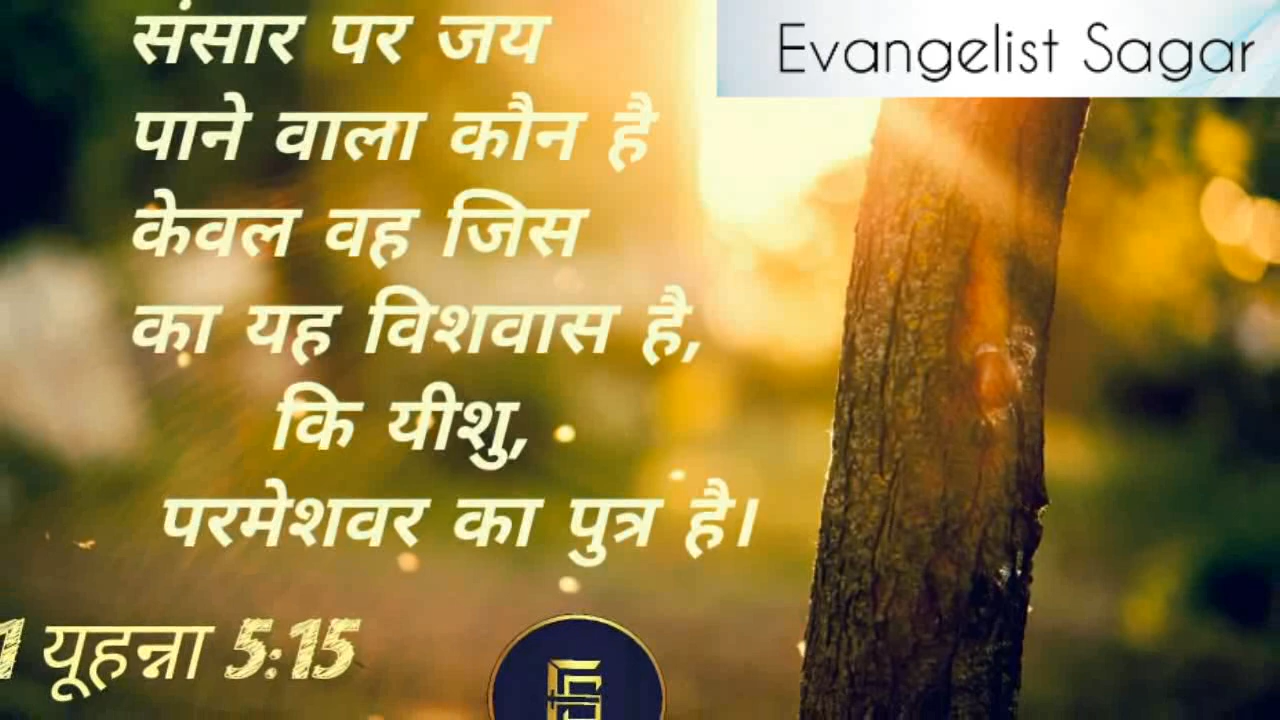 संसार पर जय
Evangelist Sagar
पाने वाला कौन है
केवल वह जिस
का यह विशवास है,
कि यीशु,
परमेशवर का पुत्र है।
1 यूहन्ना 5:15